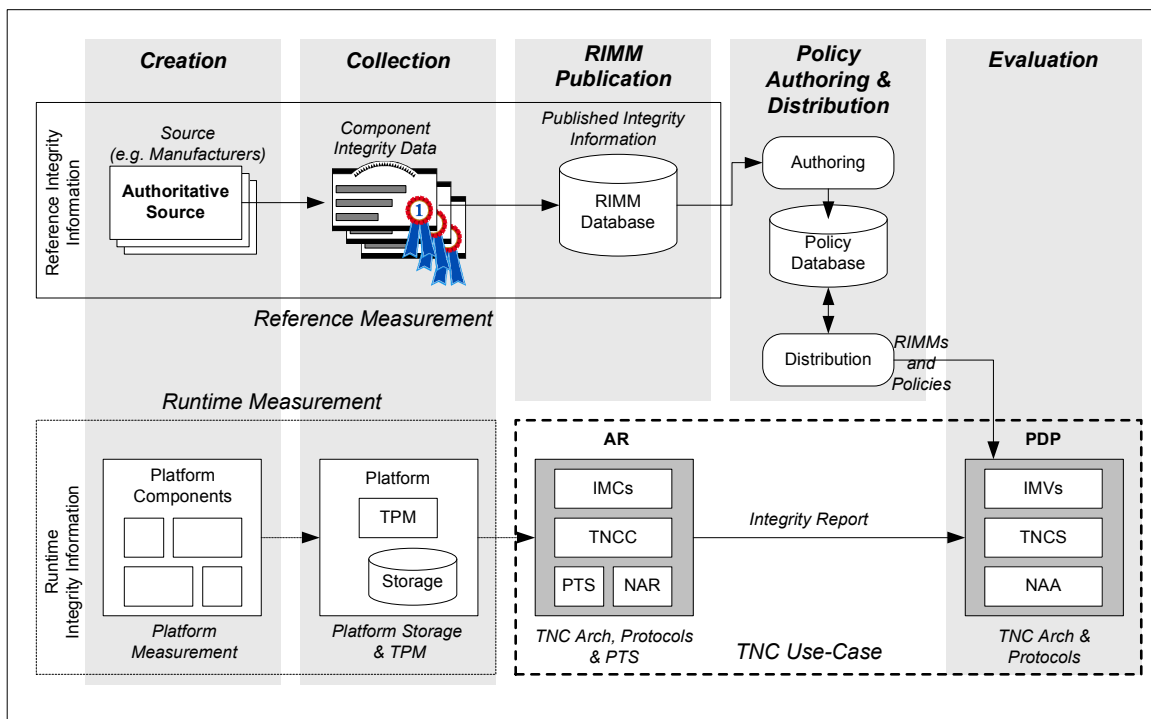 Creation
Collection
RIMM
Publication
Policy
Authoring &
Distribution
Evaluation
Reference Integrity
Information
Source
(e.g. Manufacturers)
Authoritative
Source
Component
Integrity Data
1
Published Integrity
Information
RIMM
Database
Authoring
Policy
Database
Distribution
RIMMs
and
Policies
Reference Measurement
Runtime Measurement
Runtime
Integrity Information
Platform
Components
Platform
Measurement
Platform
TPM
Storage
Platform Storage
& TPM
AR
IMCs
TNCC
PTS
NAR
TNC Arch, Protocols
& PTS
Integrity Report
TNC Use-Case
PDP
IMVs
TNCS
NAA
TNC Arch &
Protocols